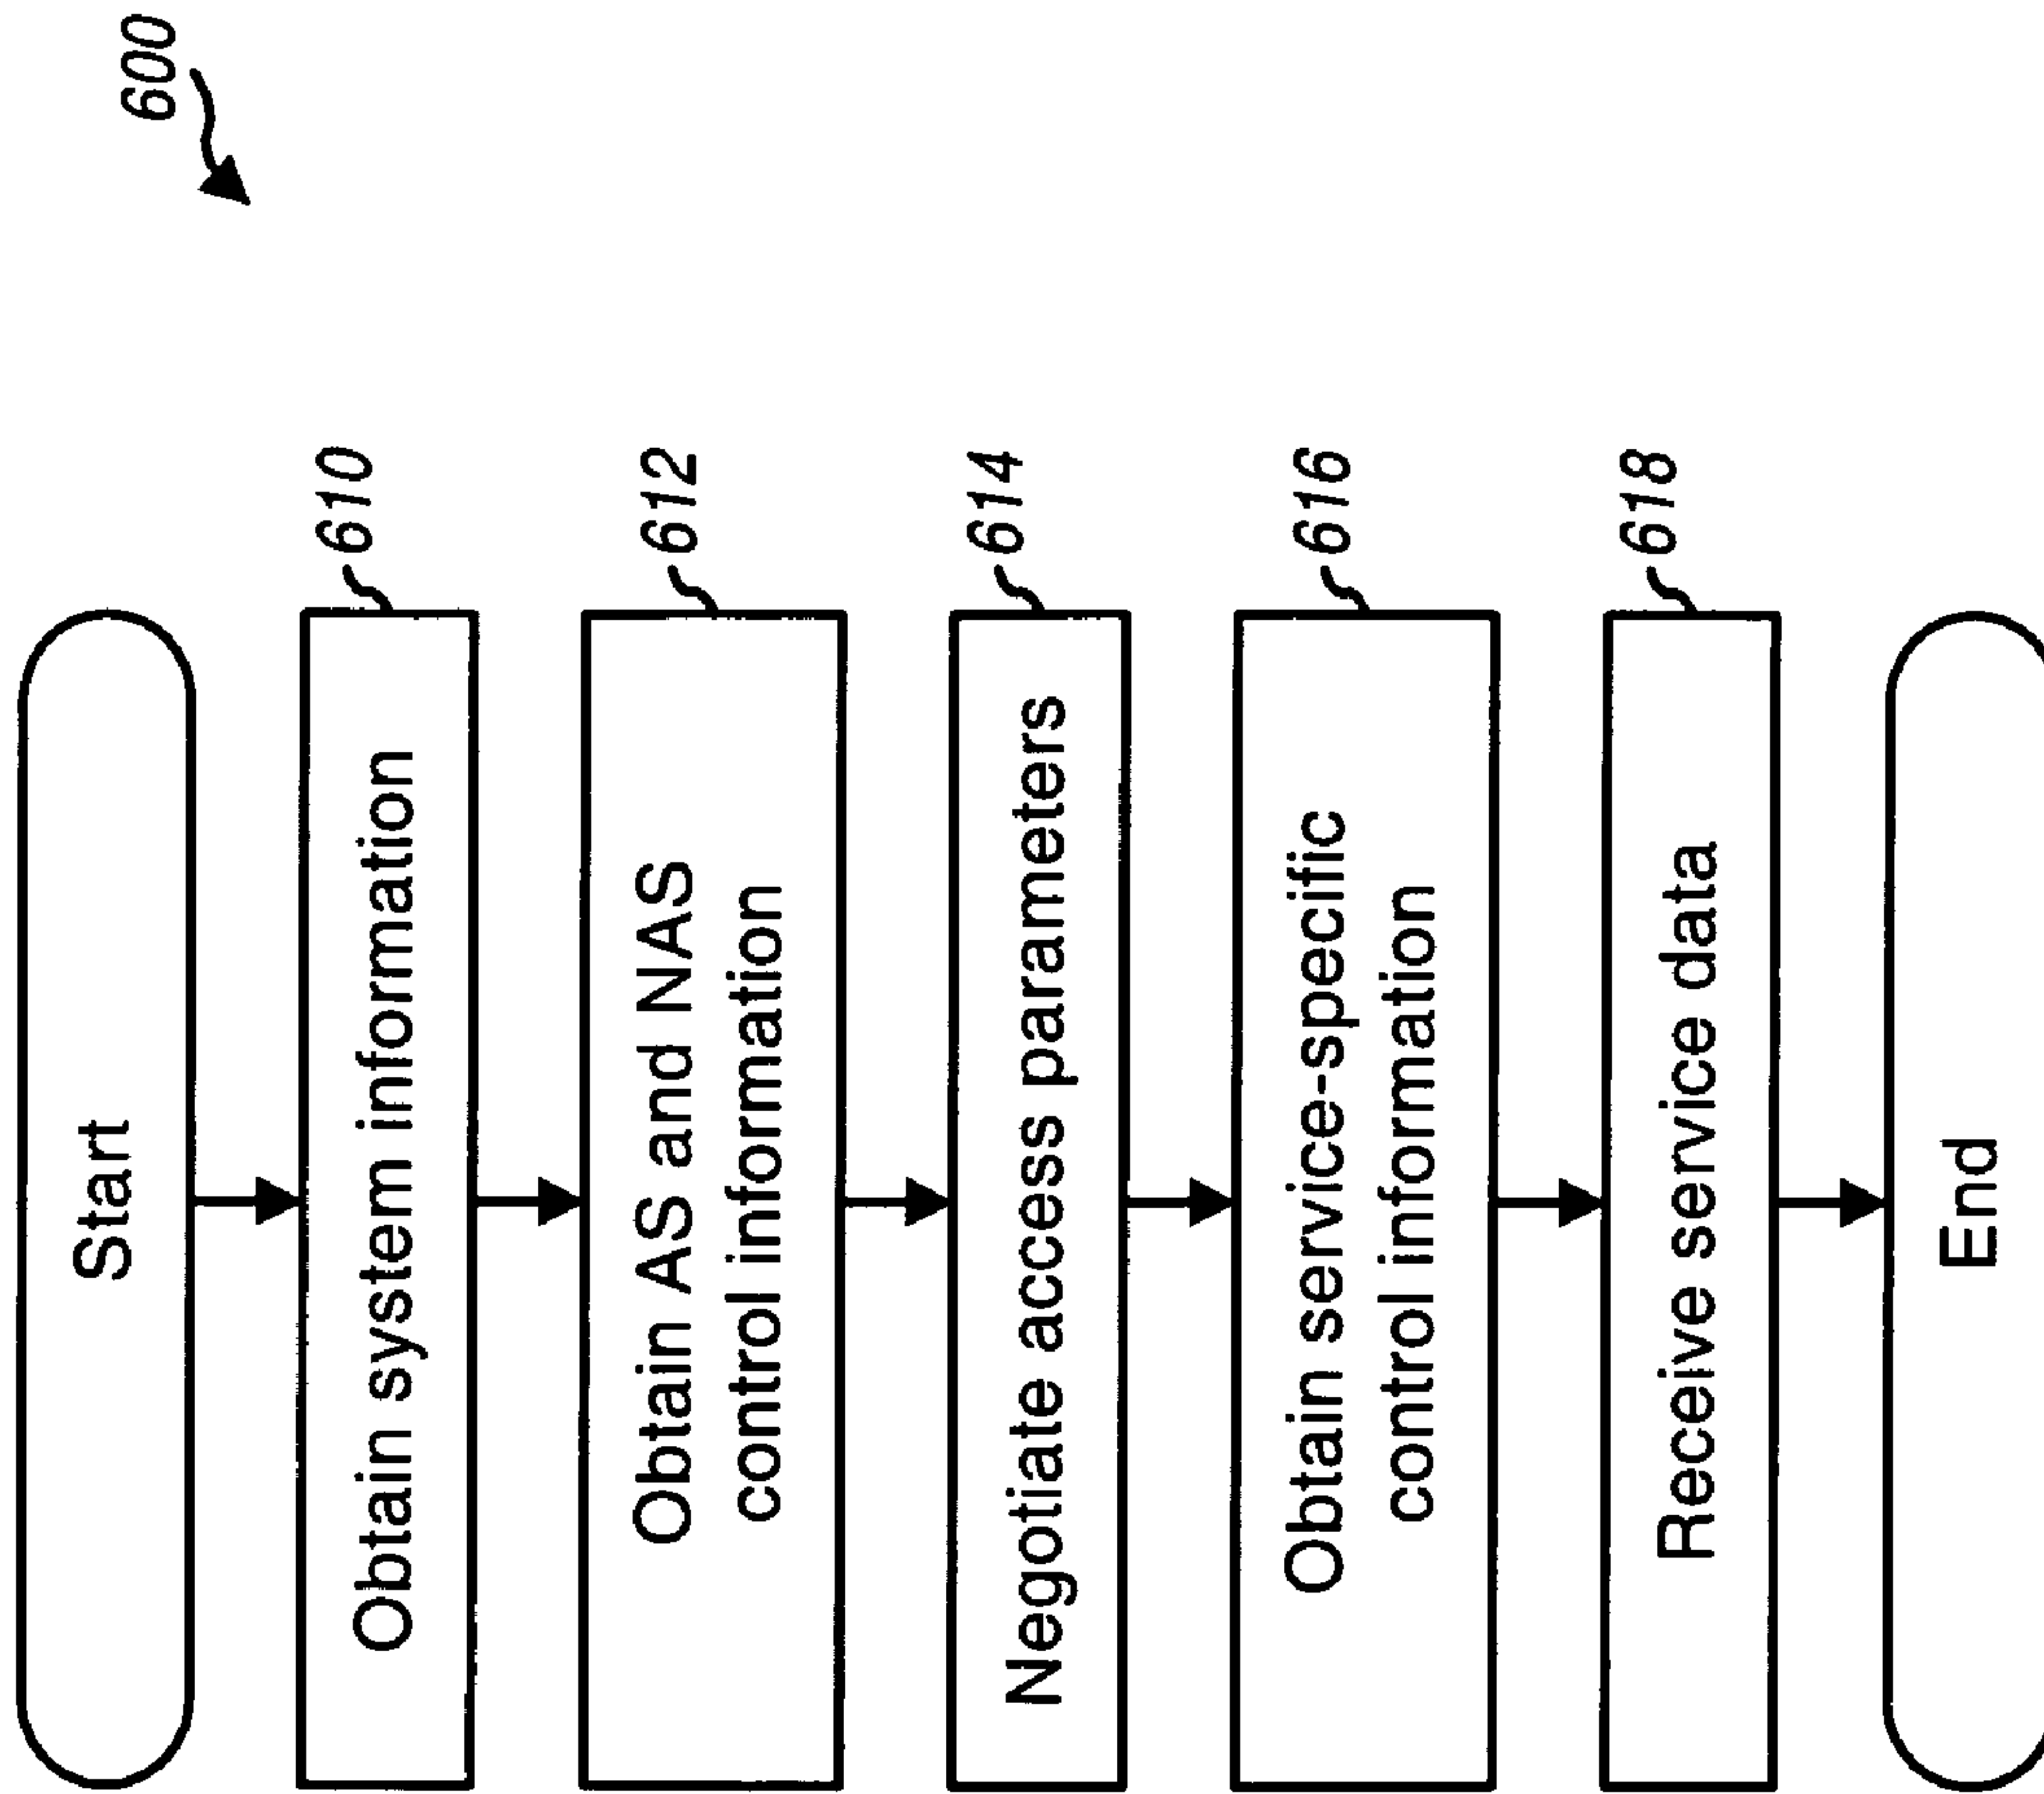 600
Start
610
Obtain system information
612
Obtain AS and NAS
control information
614
Negotiate access parameters
616
Obtain service-specific
control information
618
Receive service data
End